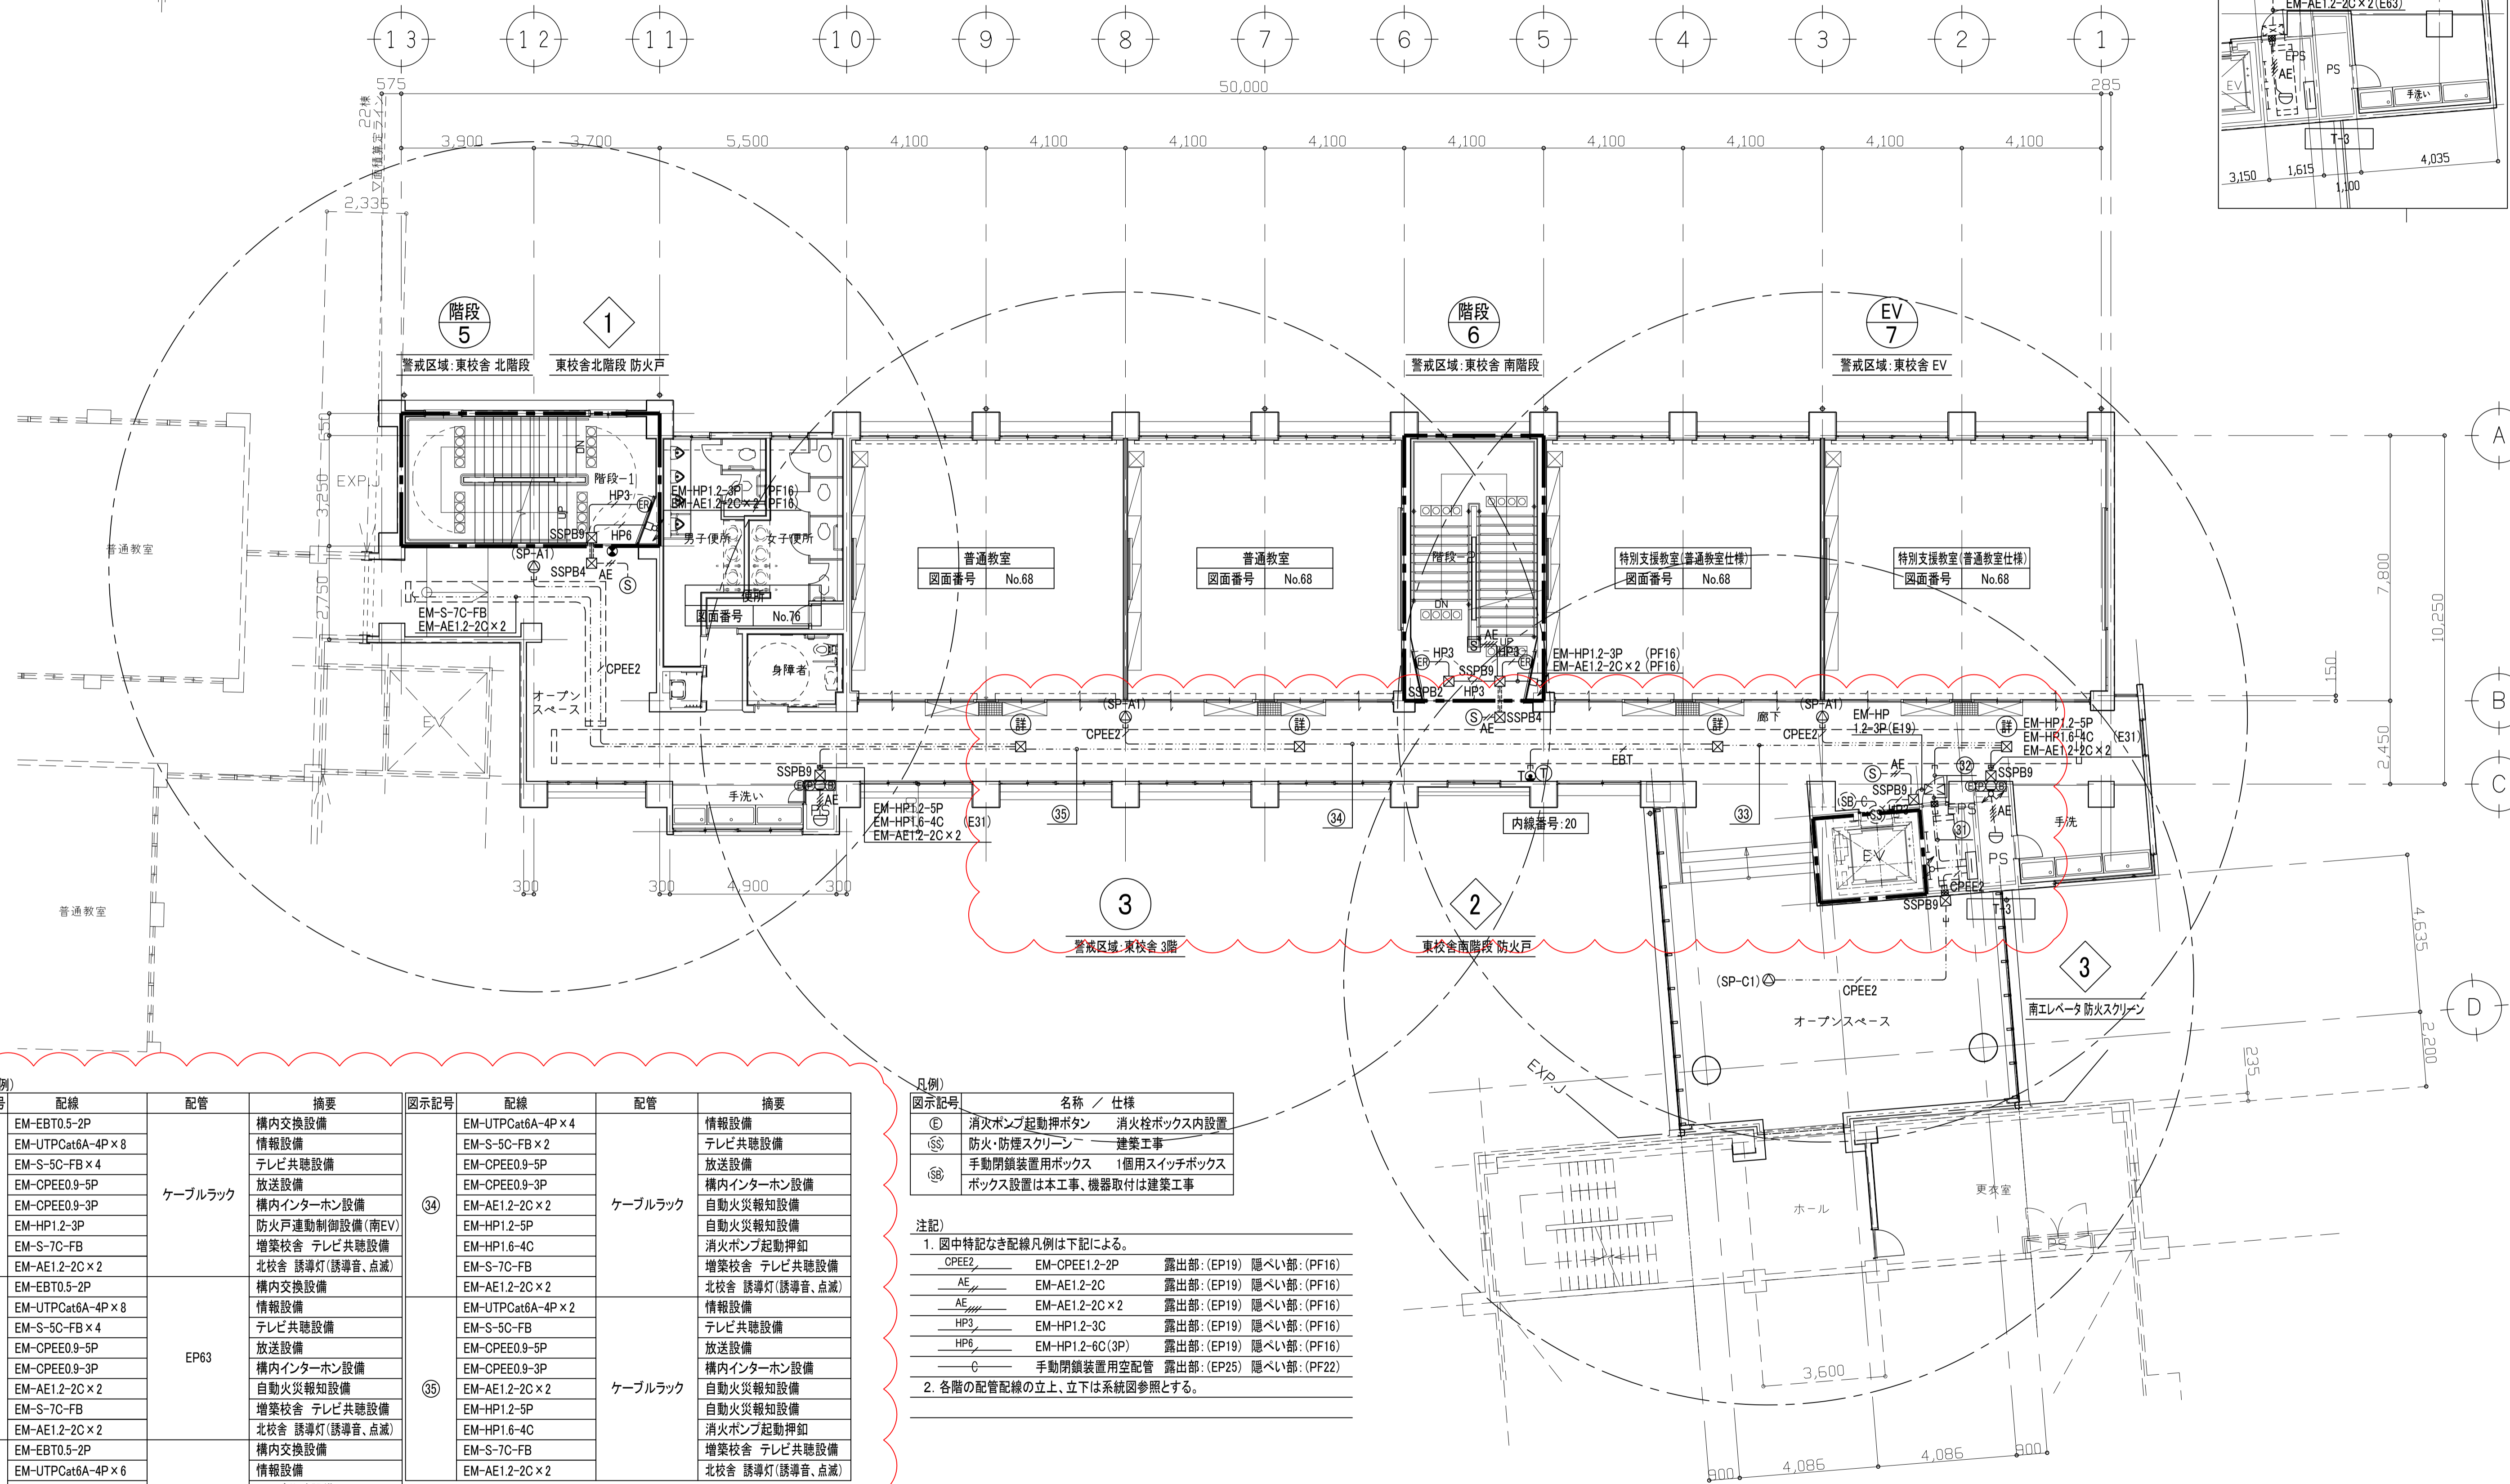 13 12 11 10 9 8 7 6 5 4 3 2 1
EM-AE1.2-2C×2(E63)
EPS
AE
PS
EV
手洗い
T-3
3,150 1,615 1,100 4,035
575 50,000 285
22棟
▽面積算定ライン
3,900 3,700 5,500 4,100 4,100 4,100 4,100 4,100 4,100 4,100 4,100 4,100
2,335
階段
5
警戒区域:東校舎 北階段
1
東校舎北階段 防火戸
階段
6
警戒区域:東校舎 南階段
EV
7
警戒区域:東校舎 EV
A
B
C
D
650
3,250
2,750
EXP.J
普通教室
DN
階段-1
UP
HP3
ER
HP6
SSPB9
(SP-A1)
SSPB4
AE
S
EM-HP1.2-3P (PF16)
EM-AE1.2-2C×2 (PF16)
男子便所
女子便所
便所
図面番号 No.76
身障者
EM-S-7C-FB
EM-AE1.2-2C×2
CPEE2
オープン
スペース
EV
普通教室
図面番号 No.68
普通教室
図面番号 No.68
階段-2
DN
UP
AE
S
HP3
HP3
ER
ER
SSPB9
SSPB2
HP3
SSPB4
S
AE
EM-HP1.2-3P (PF16)
EM-AE1.2-2C×2 (PF16)
特別支援教室(普通教室仕様)
図面番号 No.68
特別支援教室(普通教室仕様)
図面番号 No.68
7,800
10,250
150
2,450
(SP-A1)
CPEE2
詳
詳
詳
詳
廊下
(SP-A1)
CPEE2
EM-HP
1.2-3P(E19)
EM-HP1.2-5P
EM-HP1.6-4C (E31)
EM-AE1.2-2C×2
EBT
T
T
SSPB9
手洗い
AE
PS
EM-HP1.2-5P
EM-HP1.6-4C (E31)
EM-AE1.2-2C×2
35
34
内線番号:20
33
32
31
S
AE
SSPB9
SB
C
SS
HP3
EPS
SSPB9
AE
手洗
EV
PS
CPEE2
SSPB9
T-3
300 300 4,900 300
普通教室
3
警戒区域:東校舎 3階
2
東校舎南階段 防火戸
3
南エレベータ 防火スクリーン
(SP-C1)
CPEE2
オープンスペース
4,635
2,200
235
EXP.J
ホール
更衣室
3,600
900 4,086 4,086 900
例)
号 配線 配管 摘要
EM-EBT0.5-2P 構内交換設備
EM-UTPCat6A-4P×8 情報設備
EM-S-5C-FB×4 テレビ共聴設備
EM-CPEE0.9-5P 放送設備
ケーブルラック
EM-CPEE0.9-3P 構内インターホン設備
EM-HP1.2-3P 防火戸連動制御設備(南EV)
EM-S-7C-FB 増築校舎 テレビ共聴設備
EM-AE1.2-2C×2 北校舎 誘導灯(誘導音、点滅)
EM-EBT0.5-2P 構内交換設備
EM-UTPCat6A-4P×8 情報設備
EM-S-5C-FB×4 テレビ共聴設備
EM-CPEE0.9-5P 放送設備
EP63
EM-CPEE0.9-3P 構内インターホン設備
EM-AE1.2-2C×2 自動火災報知設備
EM-S-7C-FB 増築校舎 テレビ共聴設備
EM-AE1.2-2C×2 北校舎 誘導灯(誘導音、点滅)
EM-EBT0.5-2P 構内交換設備
EM-UTPCat6A-4P×6 情報設備
図示記号 配線 配管 摘要
EM-UTPCat6A-4P×4 情報設備
EM-S-5C-FB×2 テレビ共聴設備
EM-CPEE0.9-5P 放送設備
EM-CPEE0.9-3P 構内インターホン設備
34 EM-AE1.2-2C×2 ケーブルラック 自動火災報知設備
EM-HP1.2-5P 自動火災報知設備
EM-HP1.6-4C 消火ポンプ起動押釦
EM-S-7C-FB 増築校舎 テレビ共聴設備
EM-AE1.2-2C×2 北校舎 誘導灯(誘導音、点滅)
EM-UTPCat6A-4P×2 情報設備
EM-S-5C-FB テレビ共聴設備
EM-CPEE0.9-5P 放送設備
EM-CPEE0.9-3P 構内インターホン設備
35 EM-AE1.2-2C×2 ケーブルラック 自動火災報知設備
EM-HP1.2-5P 自動火災報知設備
EM-HP1.6-4C 消火ポンプ起動押釦
EM-S-7C-FB 増築校舎 テレビ共聴設備
EM-AE1.2-2C×2 北校舎 誘導灯(誘導音、点滅)
凡例)
図示記号 名称 / 仕様
E 消火ポンプ起動押ボタン 消火栓ボックス内設置
SS 防火・防煙スクリーン 建築工事
SB 手動閉鎖装置用ボックス 1個用スイッチボックス
ボックス設置は本工事、機器取付は建築工事
注記)
1. 図中特記なき配線凡例は下記による。
CPEE2 EM-CPEE1.2-2P 露出部:(EP19) 隠ぺい部:(PF16)
AE EM-AE1.2-2C 露出部:(EP19) 隠ぺい部:(PF16)
AE EM-AE1.2-2C×2 露出部:(EP19) 隠ぺい部:(PF16)
HP3 EM-HP1.2-3C 露出部:(EP19) 隠ぺい部:(PF16)
HP6 EM-HP1.2-6C(3P) 露出部:(EP19) 隠ぺい部:(PF16)
C 手動閉鎖装置用空配管 露出部:(EP25) 隠ぺい部:(PF22)
2. 各階の配管配線の立上、立下は系統図参照とする。